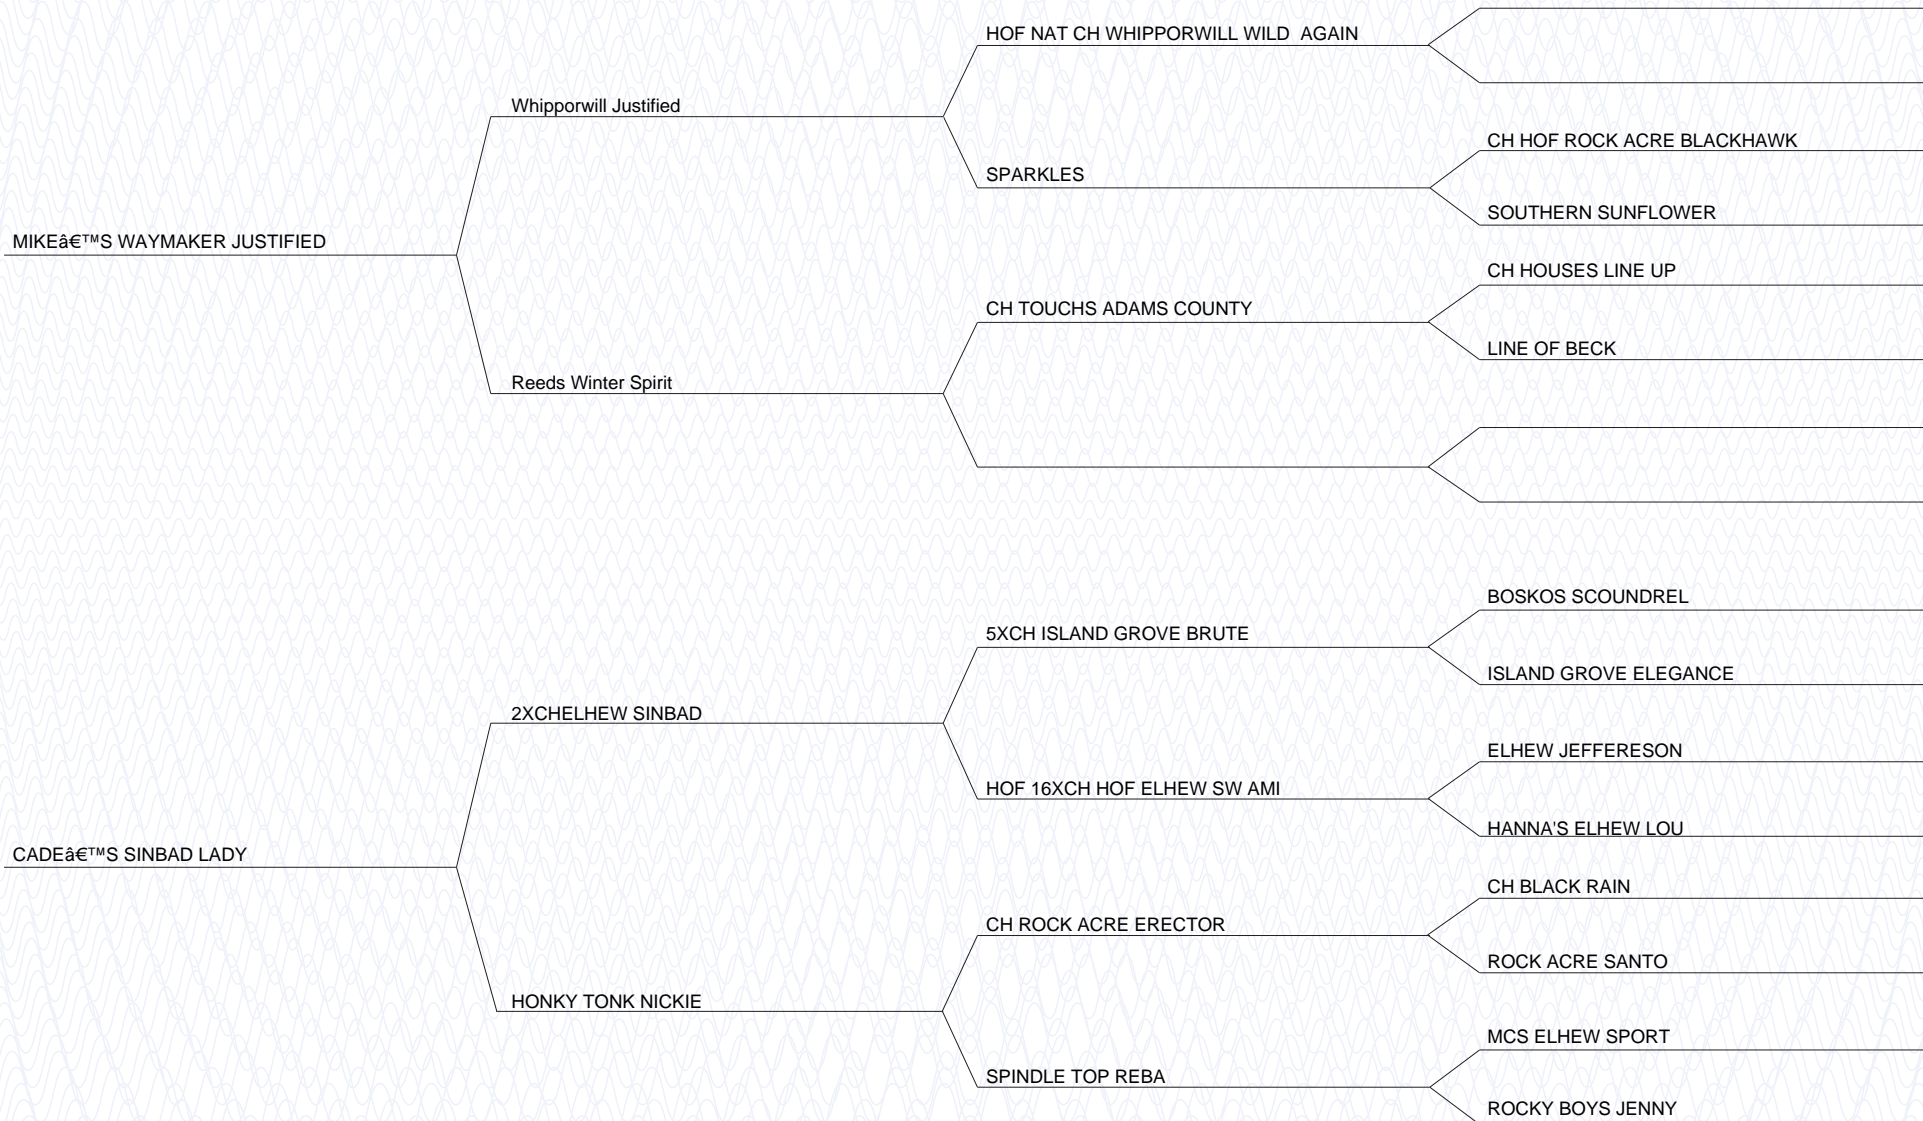 HOF NAT CH WHIPPORWILL WILD  AGAIN
Whipporwill Justified
CH HOF ROCK ACRE BLACKHAWK
SPARKLES
SOUTHERN SUNFLOWER
MIKEâ€™S WAYMAKER JUSTIFIED
CH HOUSES LINE UP
CH TOUCHS ADAMS COUNTY
LINE OF BECK
Reeds Winter Spirit
BOSKOS SCOUNDREL
5XCH ISLAND GROVE BRUTE
ISLAND GROVE ELEGANCE
2XCHELHEW SINBAD
ELHEW JEFFERESON
HOF 16XCH HOF ELHEW SW AMI
HANNA'S ELHEW LOU
CADEâ€™S SINBAD LADY
CH BLACK RAIN
CH ROCK ACRE ERECTOR
ROCK ACRE SANTO
HONKY TONK NICKIE
MCS ELHEW SPORT
SPINDLE TOP REBA
ROCKY BOYS JENNY